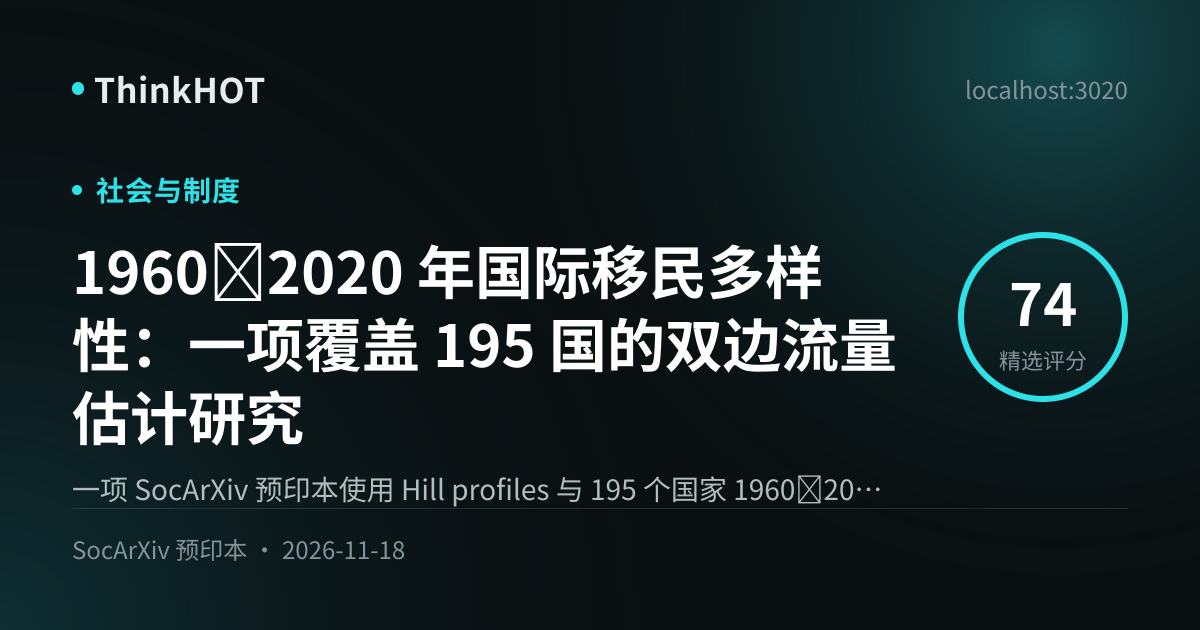 ThinkHOT
localhost:3020
社会与制度
1960□2020 年国际移民多样
性：一项覆盖 195 国的双边流量
估计研究
74
精选评分
一项 SocArXiv 预印本使用 Hill profiles 与 195 个国家 1960□20…
SocArXiv 预印本 · 2026-11-18